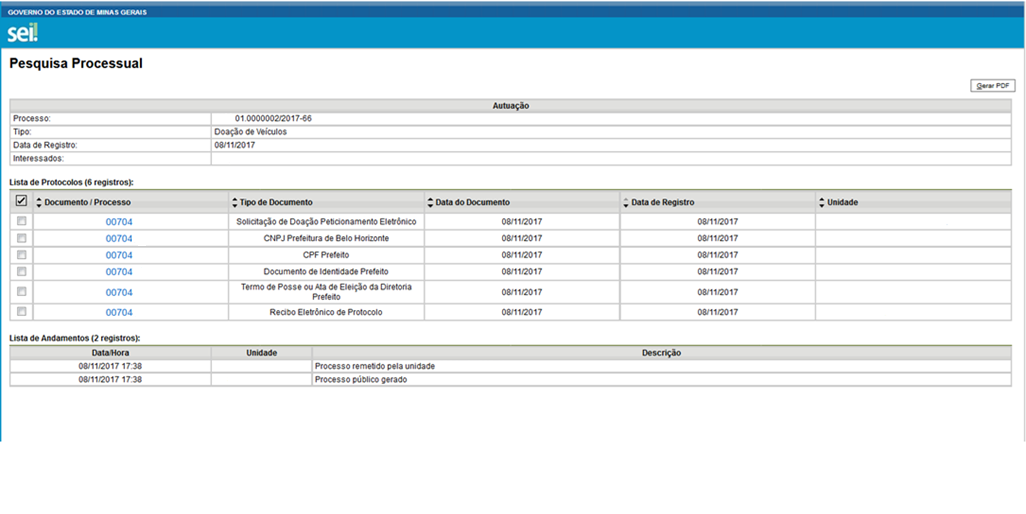 GOVERNO DO ESTADO DE MINAS GERAIS
sei!
Pesquisa Processual
Gerar PDF
Autuação
Processo: 01.0000002/2017-66
Tipo: Doação de Veículos
Data de Registro: 08/11/2017
Interessados:
Lista de Protocolos (6 registros):
Documento / Processo Tipo de Documento Data do Documento Data de Registro Unidade
00704 Solicitação de Doação Peticionamento Eletrônico 08/11/2017 08/11/2017
00704 CNPJ Prefeitura de Belo Horizonte 08/11/2017 08/11/2017
00704 CPF Prefeito 08/11/2017 08/11/2017
00704 Documento de Identidade Prefeito 08/11/2017 08/11/2017
00704 Termo de Posse ou Ata de Eleição da Diretoria Prefeito 08/11/2017 08/11/2017
00704 Recibo Eletrônico de Protocolo 08/11/2017 08/11/2017
Lista de Andamentos (2 registros):
Data/Hora Unidade Descrição
08/11/2017 17:38 Processo remetido pela unidade
08/11/2017 17:38 Processo público gerado